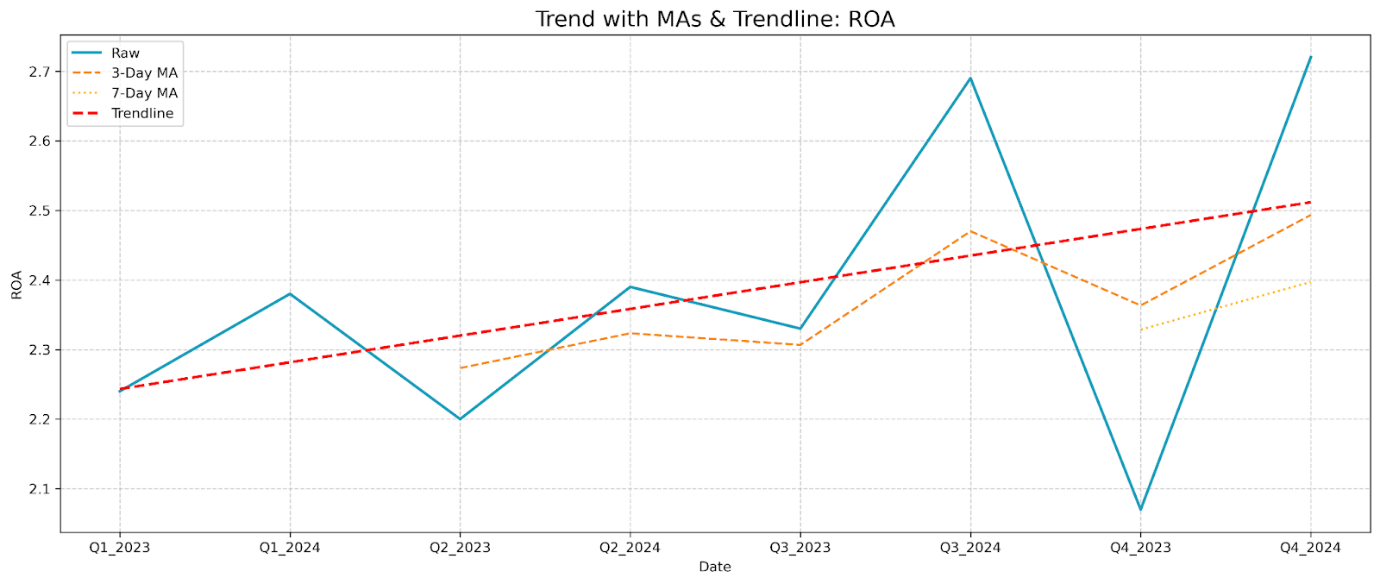 Trend with MAs & Trendline: ROA
Raw
3-Day MA
7-Day MA
Trendline
2.7
2.6
2.5
2.4
2.3
2.2
2.1
ROA
Q1_2023 Q1_2024 Q2_2023 Q2_2024 Q3_2023 Q3_2024 Q4_2023 Q4_2024
Date